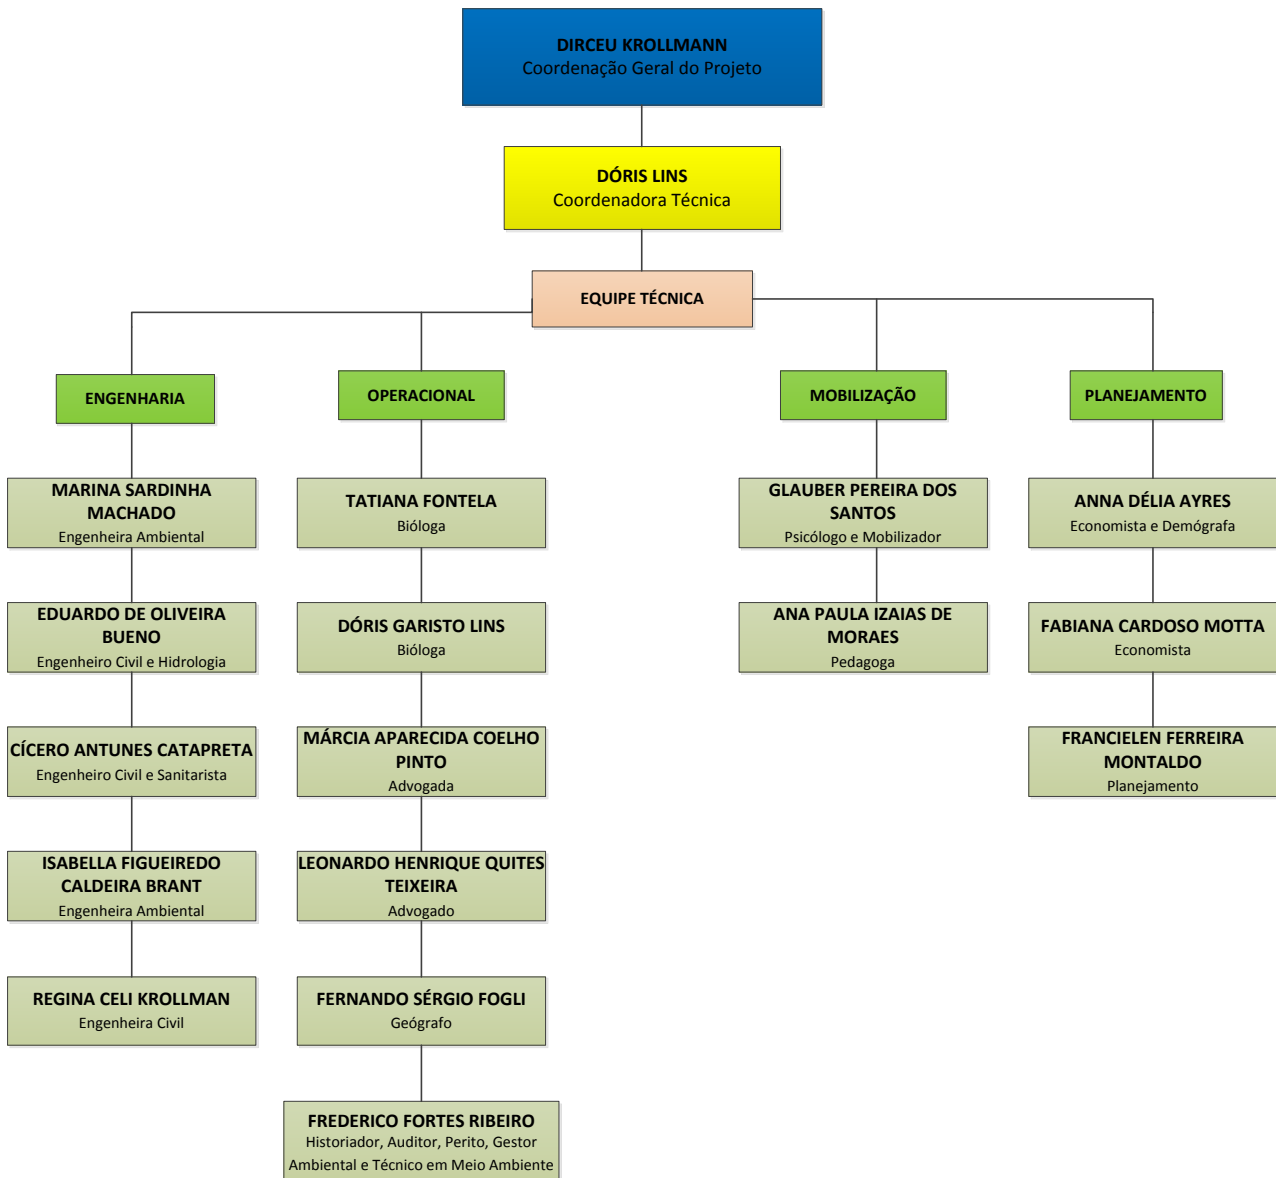 DIRCEU KROLLMANN
Coordenação Geral do Projeto
DÓRIS LINS
Coordenadora Técnica
EQUIPE TÉCNICA
ENGENHARIA
OPERACIONAL
MOBILIZAÇÃO
PLANEJAMENTO
MARINA SARDINHA
MACHADO
Engenheira Ambiental
EDUARDO DE OLIVEIRA
BUENO
Engenheiro Civil e Hidrologia
CÍCERO ANTUNES CATAPRETA
Engenheiro Civil e Sanitarista
ISABELLA FIGUEIREDO
CALDEIRA BRANT
Engenheira Ambiental
REGINA CELI KROLLMAN
Engenheira Civil
TATIANA FONTELA
Bióloga
DÓRIS GARISTO LINS
Bióloga
MÁRCIA APARECIDA COELHO
PINTO
Advogada
LEONARDO HENRIQUE QUITES
TEIXEIRA
Advogado
FERNANDO SÉRGIO FOGLI
Geógrafo
FREDERICO FORTES RIBEIRO
Historiador, Auditor, Perito, Gestor
Ambiental e Técnico em Meio Ambiente
GLAUBER PEREIRA DOS
SANTOS
Psicólogo e Mobilizador
ANA PAULA IZAIAS DE
MORAES
Pedagoga
ANNA DÉLIA AYRES
Economista e Demógrafa
FABIANA CARDOSO MOTTA
Economista
FRANCIELEN FERREIRA
MONTALDO
Planejamento